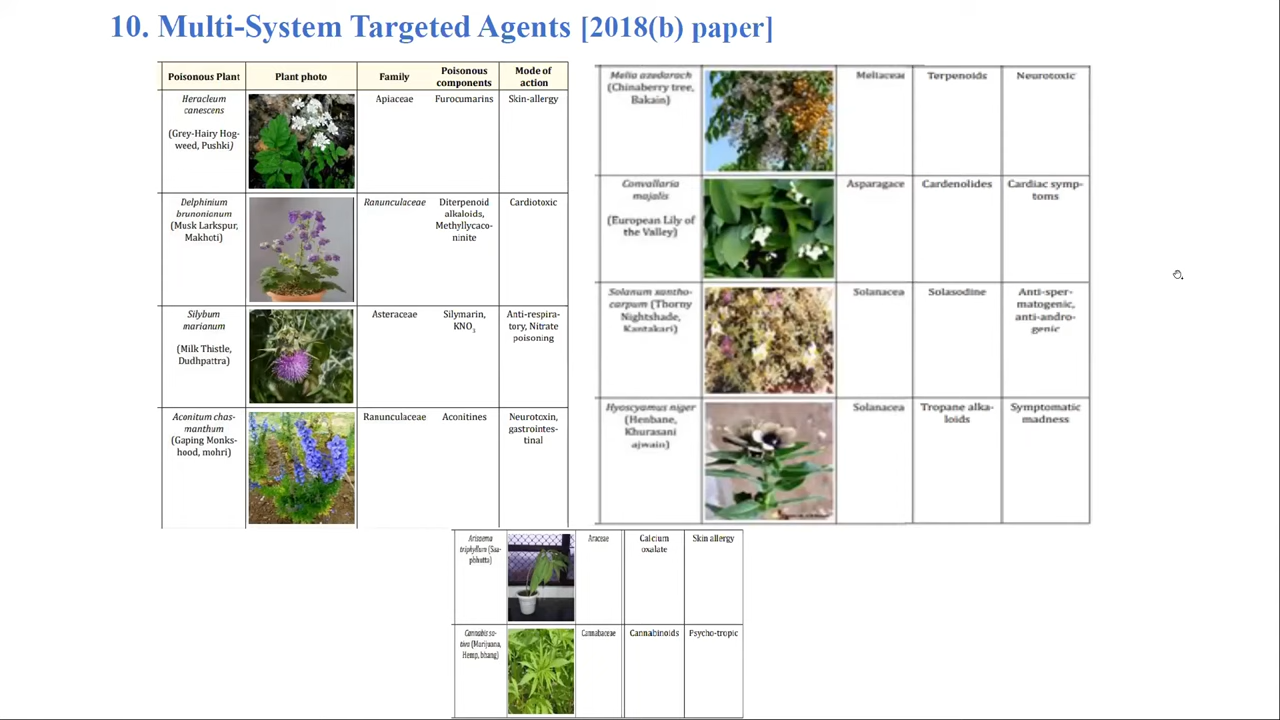 10. Multi-System Targeted Agents [2018(b) paper]
Poisonous Plant
Plant photo
Family
Poisonous
components
Mode of
action
Heracleum
canescens
(Grey-Hairy Hog-
weed, Pushki)
Apiaceae
Furocumarins
Skin-allergy
Delphinium
brunonianum
(Musk Larkspur,
Makhoti)
Ranunculaceae
Diterpenoid
alkaloids,
Methyllycaco-
ninite
Cardiotoxic
Silybum
marianum
(Milk Thistle,
Dudhpattra)
Asteraceae
Silymarin,
KNO3
Anti-respira-
tory, Nitrate
poisoning
Aconitum chas-
manthum
(Gaping Monks-
hood, mohri)
Ranunculaceae
Aconitines
Neurotoxin,
gastrointes-
tinal
Melia azedarach
(Chinaberry tree,
Bakain)
Meliaceae
Terpenoids
Neurotoxic
Convallaria
majalis
(European Lily of
the Valley)
Asparagace
Cardenolides
Cardiac symp-
toms
Solanum xantho-
carpum (Thorny
Nightshade,
Kantakari)
Solanacea
Solasodine
Anti-sper-
matogenic,
anti-andro-
genic
Hyoscyamus niger
(Henbane,
Khurasani
ajwain)
Solanacea
Tropane alka-
loids
Symptomatic
madness
Arisaema
triphyllum
Araceae
Calcium
oxalate
Skin allergy
Cannabis sa-
tiva (Marijuana,
Hemp, bhang)
Cannabaceae
Cannabinoids
Psycho-tropic